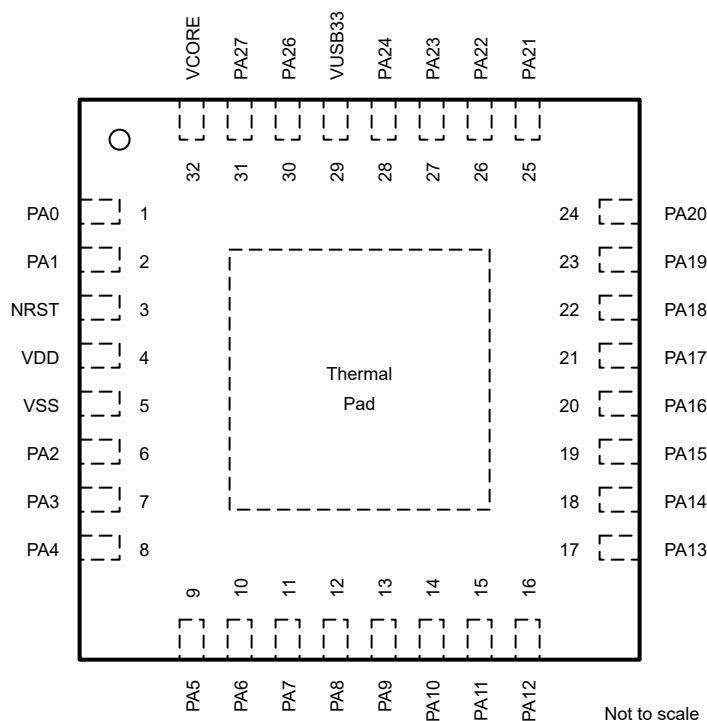 VCORE
PA27
PA26
VUSB33
PA24
PA23
PA22
PA21
32
31
30
29
28
27
26
25
PA0 1
PA1 2
NRST 3
VDD 4
VSS 5
PA2 6
PA3 7
PA4 8
24 PA20
23 PA19
22 PA18
21 PA17
20 PA16
19 PA15
18 PA14
17 PA13
Thermal
Pad
9
10
11
12
13
14
15
16
PA5
PA6
PA7
PA8
PA9
PA10
PA11
PA12
Not to scale